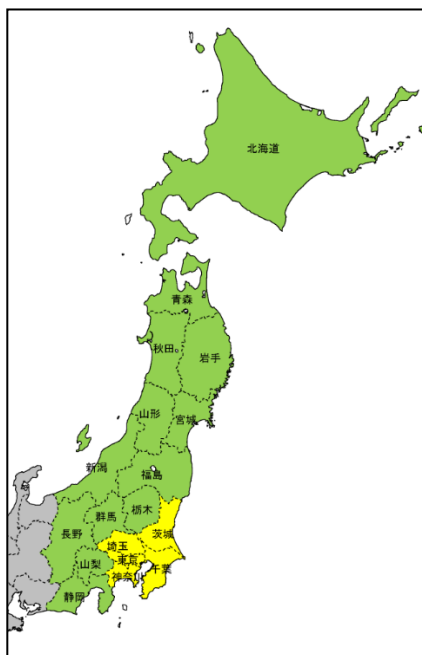 北海道
青森
秋田
岩手
山形
宮城
新潟
福島
栃木
群馬
茨城
長野
埼玉
東京
山梨
千葉
神奈川
静岡